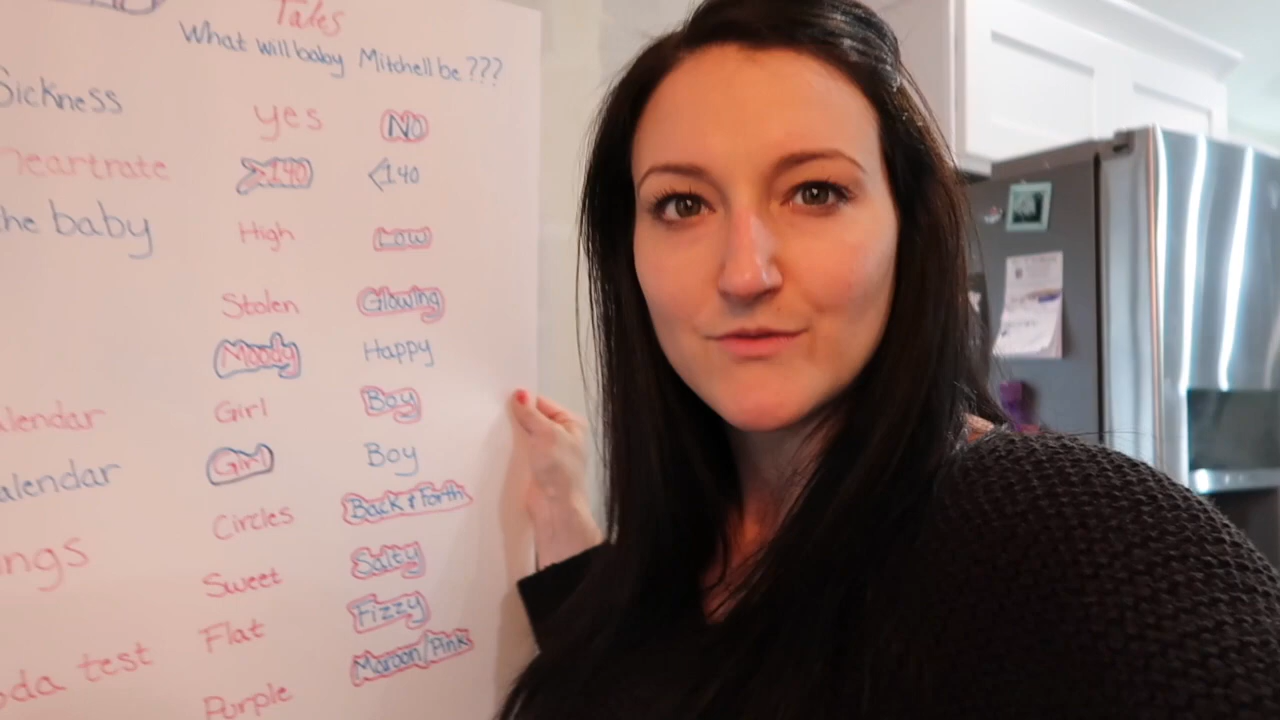 Tales
What will baby Mitchell be???
Sickness yes No
heartrate >140 <140
the baby High Low
Stolen Glowing
Moody Happy
alendar Girl Boy
alendar Girl Boy
ngs Circles Back & Forth
Sweet Salty
oda test Flat Fizzy
Purple Maroon/Pink